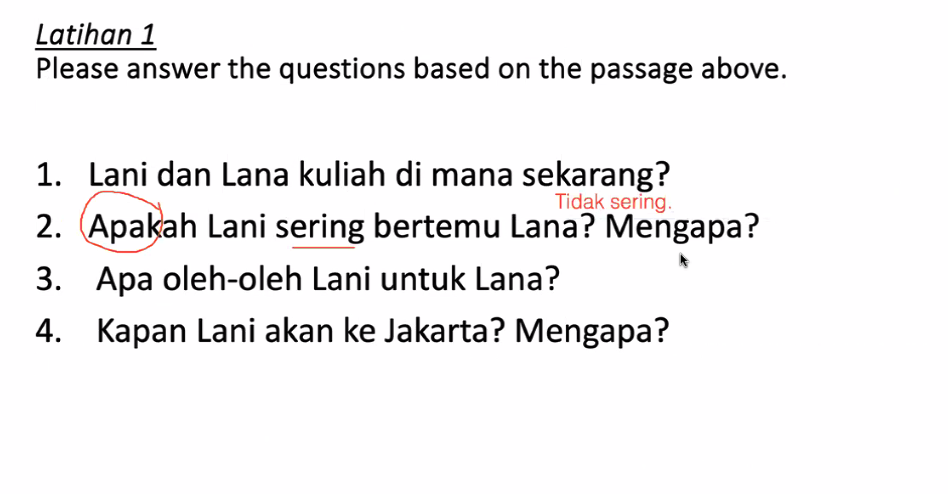 Latihan 1
Please answer the questions based on the passage above.
1. Lani dan Lana kuliah di mana sekarang?
Tidak sering.
2. Apakah Lani sering bertemu Lana? Mengapa?
3. Apa oleh-oleh Lani untuk Lana?
4. Kapan Lani akan ke Jakarta? Mengapa?